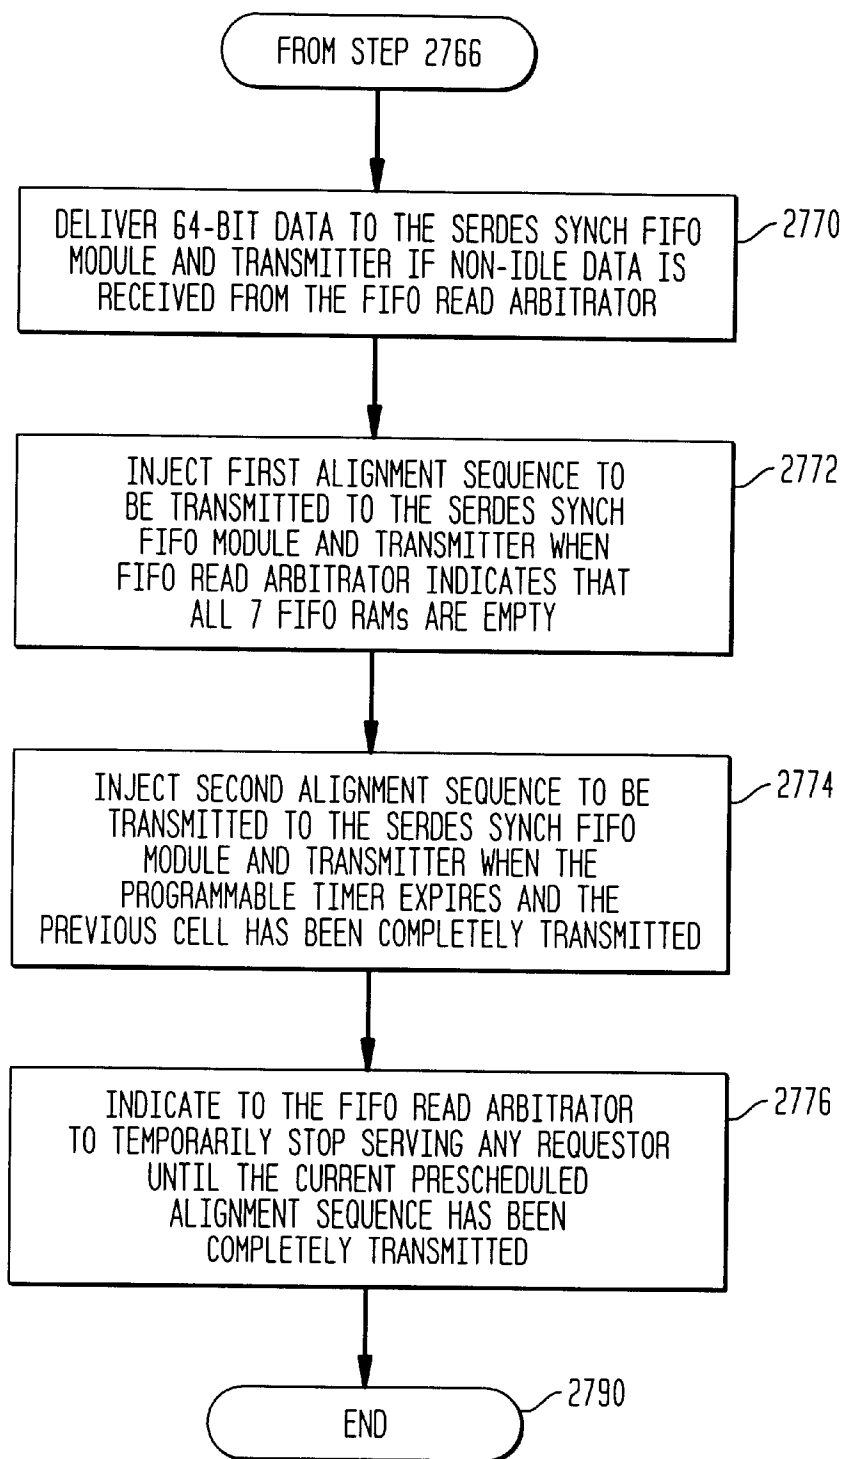 FROM STEP 2766
DELIVER 64-BIT DATA TO THE SERDES SYNCH FIFO
MODULE AND TRANSMITTER IF NON-IDLE DATA IS
RECEIVED FROM THE FIFO READ ARBITRATOR
2770
INJECT FIRST ALIGNMENT SEQUENCE TO
BE TRANSMITTED TO THE SERDES SYNCH
FIFO MODULE AND TRANSMITTER WHEN
FIFO READ ARBITRATOR INDICATES THAT
ALL 7 FIFO RAMs ARE EMPTY
2772
INJECT SECOND ALIGNMENT SEQUENCE TO BE
TRANSMITTED TO THE SERDES SYNCH FIFO
MODULE AND TRANSMITTER WHEN THE
PROGRAMMABLE TIMER EXPIRES AND THE
PREVIOUS CELL HAS BEEN COMPLETELY TRANSMITTED
2774
INDICATE TO THE FIFO READ ARBITRATOR
TO TEMPORARILY STOP SERVING ANY REQUESTOR
UNTIL THE CURRENT PRESCHEDULED
ALIGNMENT SEQUENCE HAS BEEN
COMPLETELY TRANSMITTED
2776
END
2790